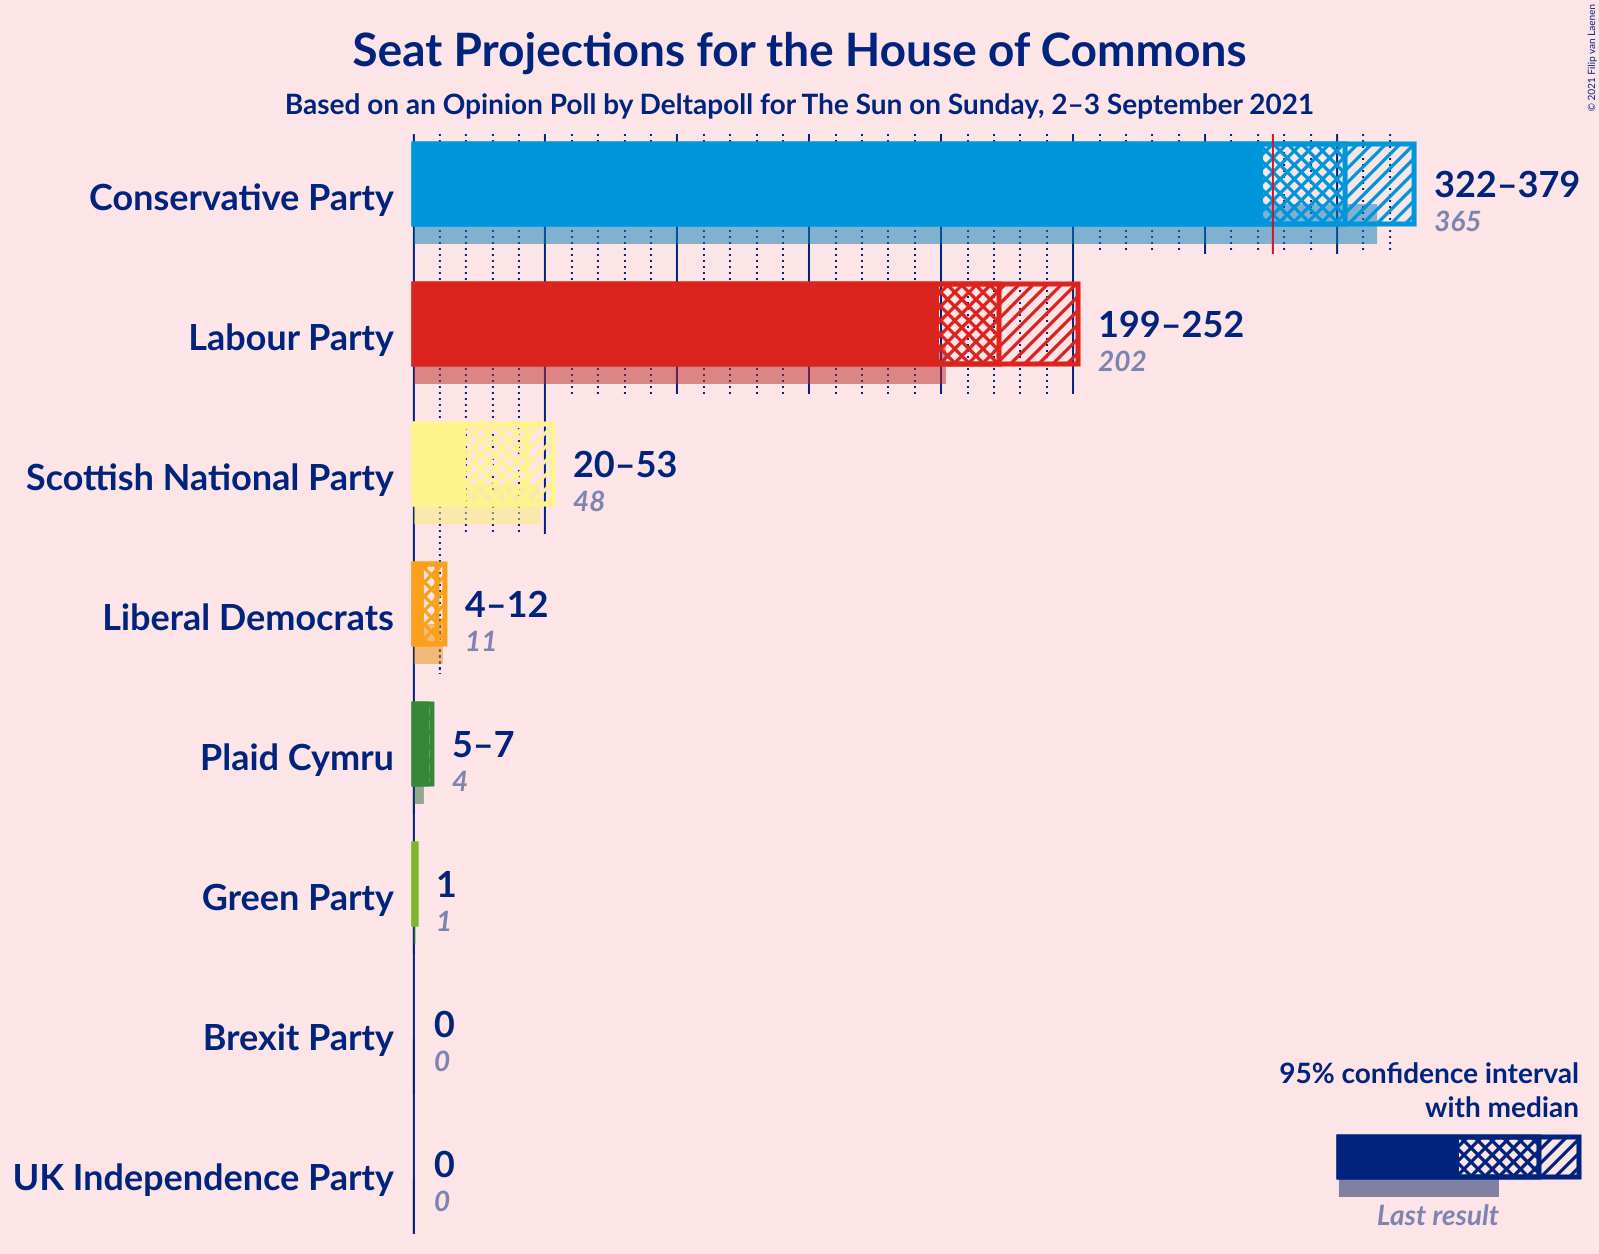 Seat Projections for the House of Commons
Based on an Opinion Poll by Deltapoll for The Sun on Sunday, 2–3 September 2021
© 2021 Filip van Laenen
Conservative Party
322–379
365
Labour Party
199–252
202
Scottish National Party
20–53
48
Liberal Democrats
4–12
11
Plaid Cymru
5–7
4
Green Party
1
1
Brexit Party
0
0
UK Independence Party
0
0
95% confidence interval
with median
Last result